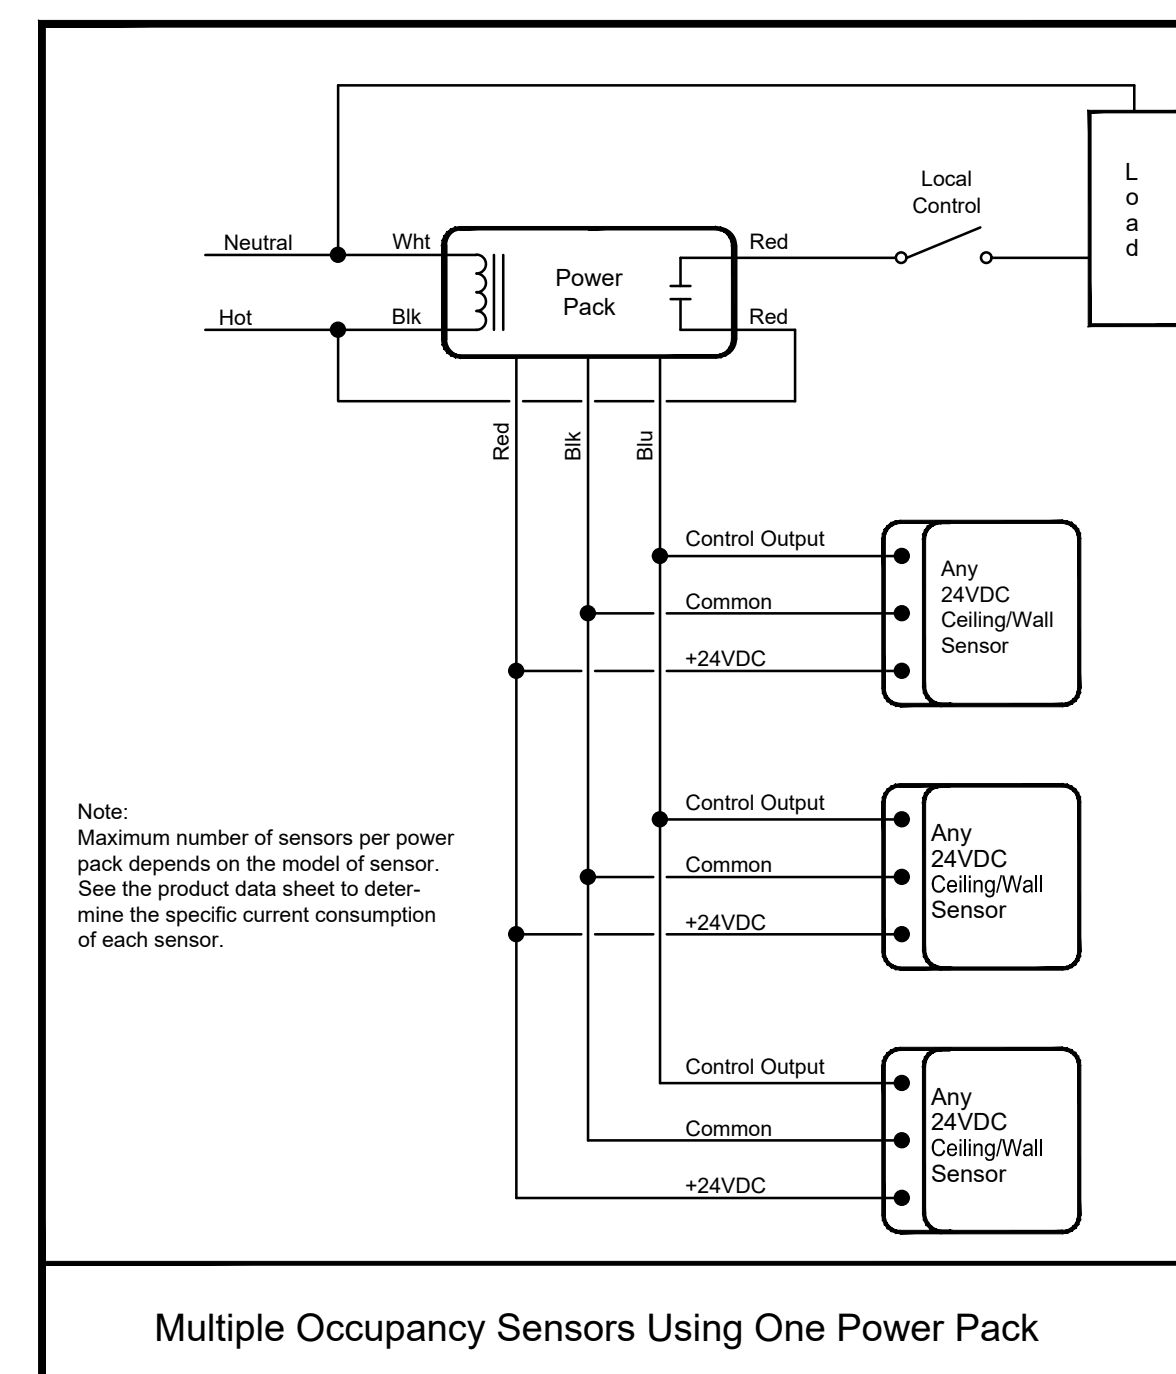 Local
Control
L
o
a
d
Neutral
Wht
Red
Power
Pack
Hot
Blk
Red
Red
Blk
Blu
Control Output
Common
+24VDC
Any
24VDC
Ceiling/Wall
Sensor
Note:
Maximum number of sensors per power
pack depends on the model of sensor.
See the product data sheet to deter-
mine the specific current consumption
of each sensor.
Control Output
Common
+24VDC
Any
24VDC
Ceiling/Wall
Sensor
Control Output
Common
+24VDC
Any
24VDC
Ceiling/Wall
Sensor
Multiple Occupancy Sensors Using One Power Pack